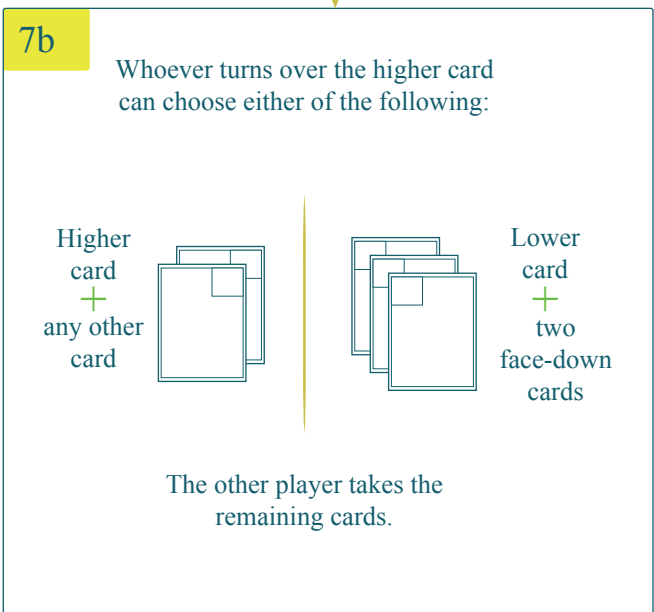 7b
Whoever turns over the higher card
can choose either of the following:
Higher
card
+
any other
card
Lower
card
+
two
face-down
cards
The other player takes the
remaining cards.